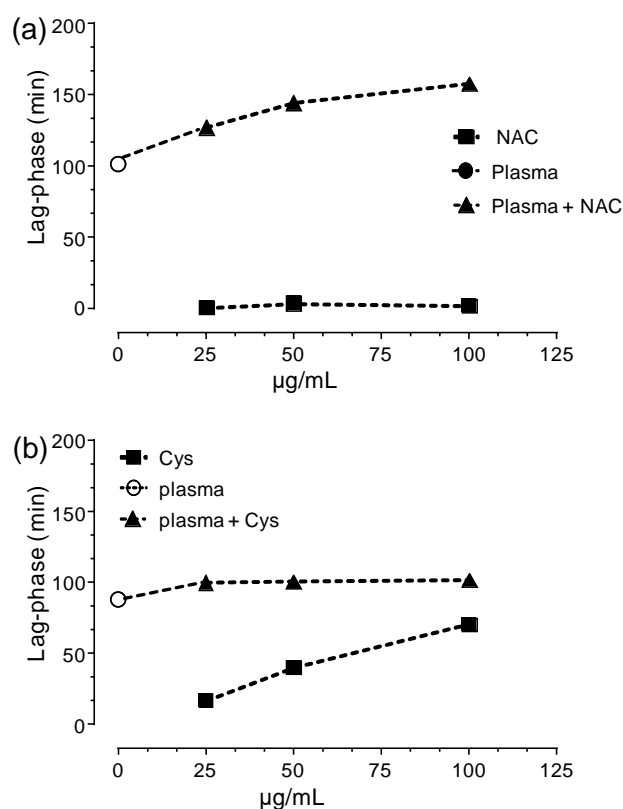 (a)
200
150
100
50
0
Lag-phase (min)
NAC
Plasma
Plasma + NAC
0 25 50 75 100 125
µg/mL
(b)
200
150
100
50
0
Lag-phase (min)
Cys
plasma
plasma + Cys
0 25 50 75 100 125
µg/mL